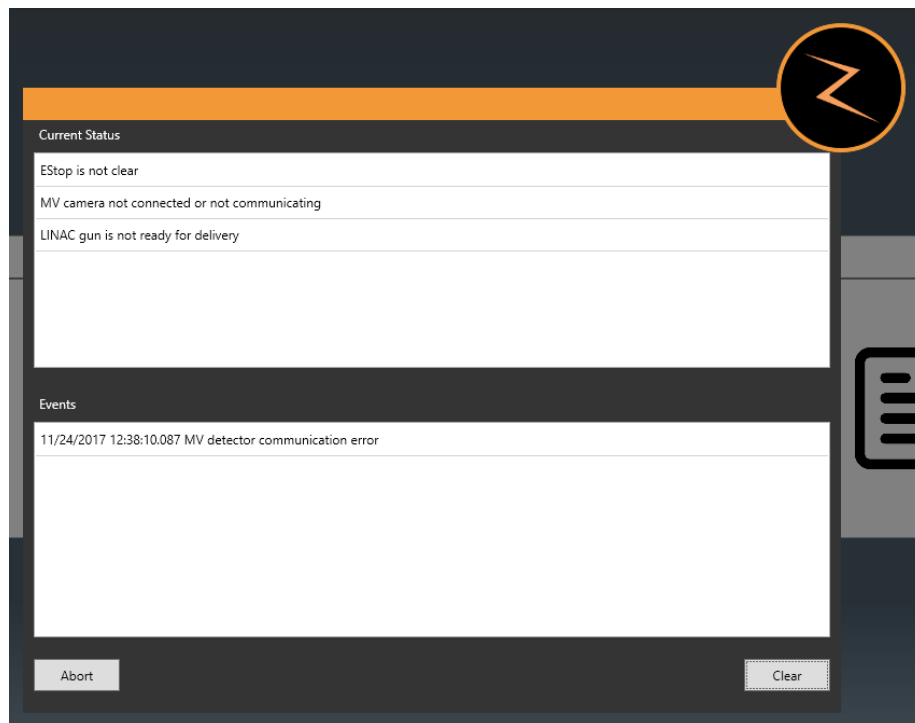 Current Status
EStop is not clear
MV camera not connected or not communicating
LINAC gun is not ready for delivery
Events
11/24/2017 12:38:10.087 MV detector communication error
Abort
Clear